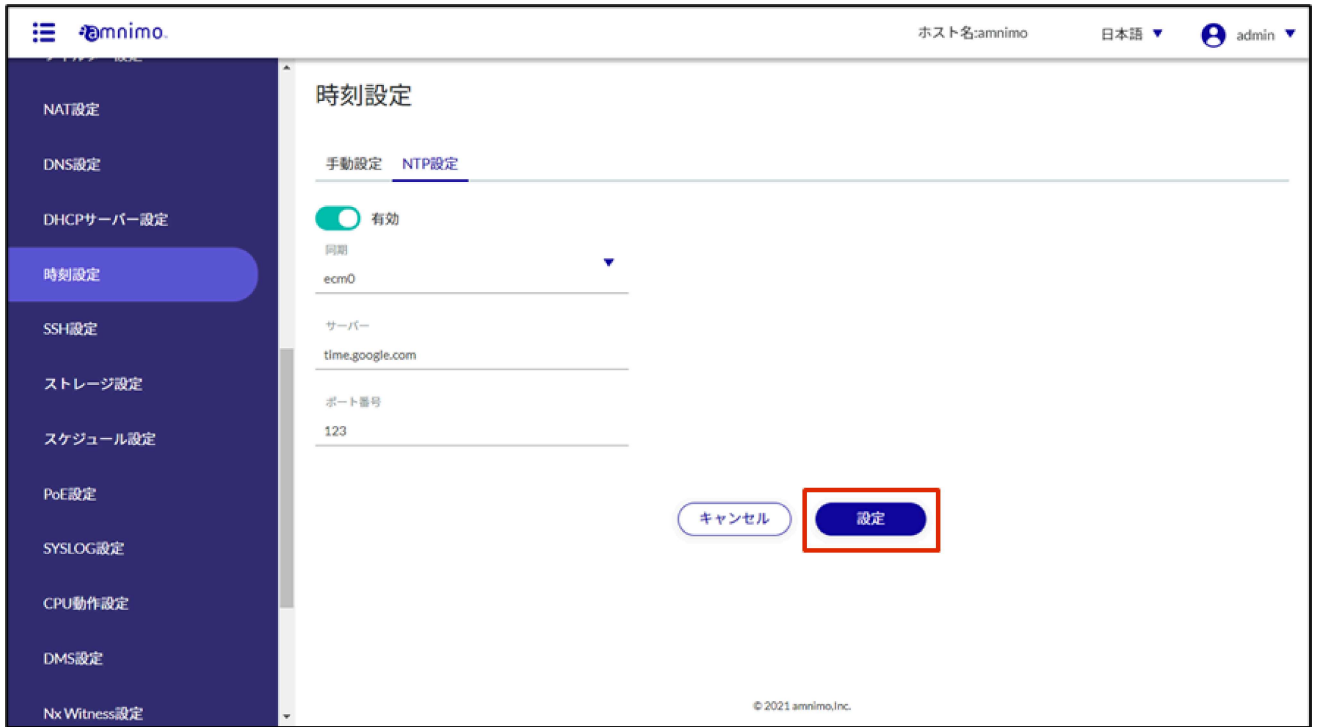 amnimo.
ホスト名:amnimo
日本語
admin
NAT設定
DNS設定
DHCPサーバー設定
時刻設定
SSH設定
ストレージ設定
スケジュール設定
PoE設定
SYSLOG設定
CPU動作設定
DMS設定
Nx Witness設定
時刻設定
手動設定 NTP設定
有効
同期
ecm0
サーバー
time.google.com
ポート番号
123
キャンセル
設定
© 2021 amnimo,Inc.